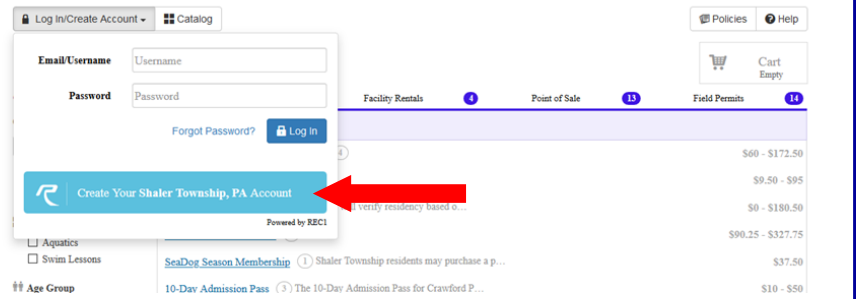 Log In/Create Account
Catalog
Policies
Help
Email/Username
Username
Password
Password
Forgot Password?
Log In
Create Your Shaler Township, PA Account
Powered by REC1
Cart
Empty
Facility Rentals 4
Point of Sale 13
Field Permits 14
4
$60 - $172.50
$9.50 - $95
verify residency based o...
$0 - $180.50
$90.25 - $327.75
Aquatics
Swim Lessons
SeaDog Season Membership 1 Shaler Township residents may purchase a p...
$37.50
Age Group
10-Day Admission Pass 3 The 10-Day Admission Pass for Crawford P...
$10 - $50